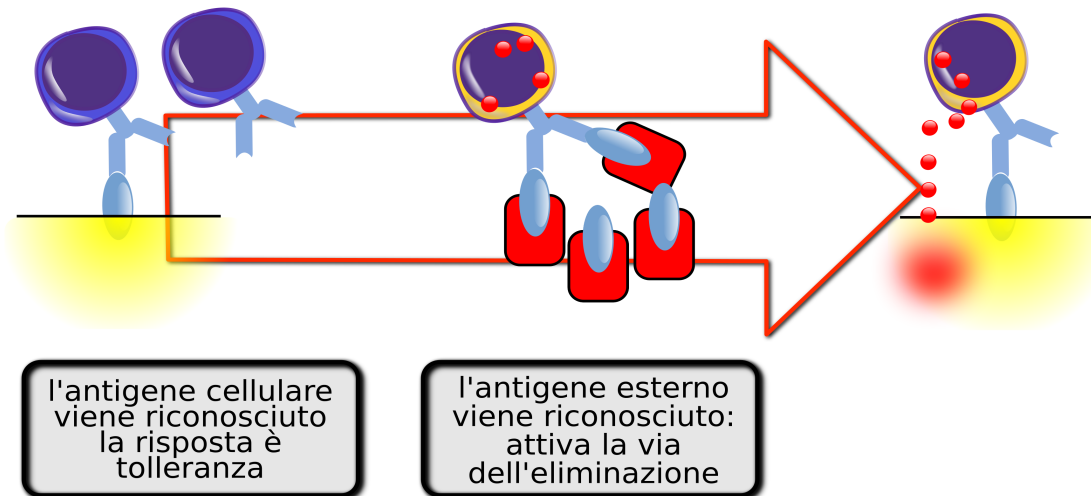 l'antigene cellulare
viene riconosciuto
la risposta è
tolleranza
l'antigene esterno
viene riconosciuto:
attiva la via
dell'eliminazione